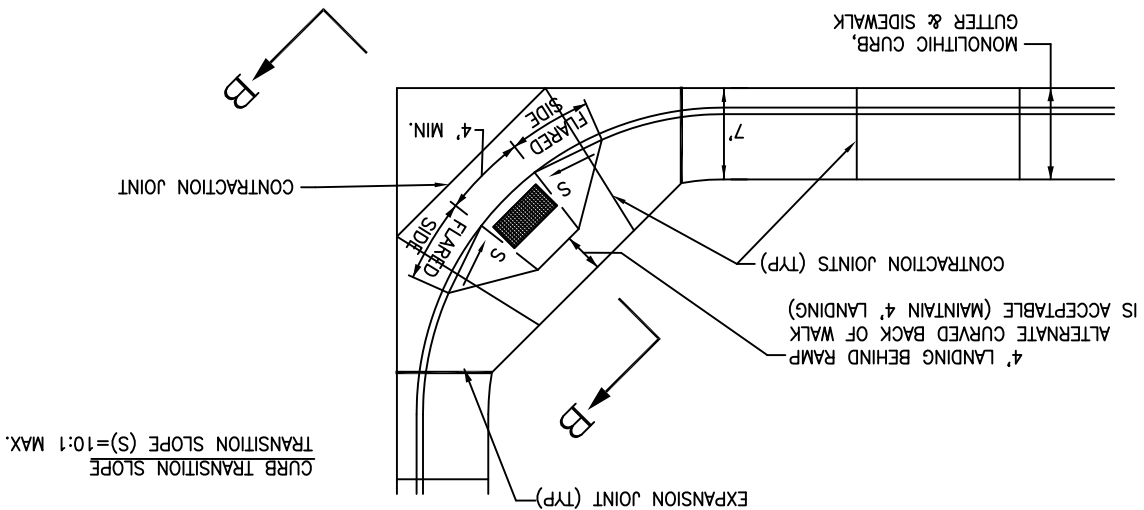 EXPANSION JOINT (TYP)
CURB TRANSITION SLOPE
TRANSITION SLOPE (S)=10:1 MAX.
B
4' LANDING BEHIND RAMP
ALTERNATE CURVED BACK OF WALK
IS ACCEPTABLE (MAINTAIN 4' LANDING)
CONTRACTION JOINTS (TYP)
S
FLARED
SIDE
S
CONTRACTION JOINT
7'
FLARED
SIDE
4' MIN.
B
MONOLITHIC CURB,
GUTTER & SIDEWALK